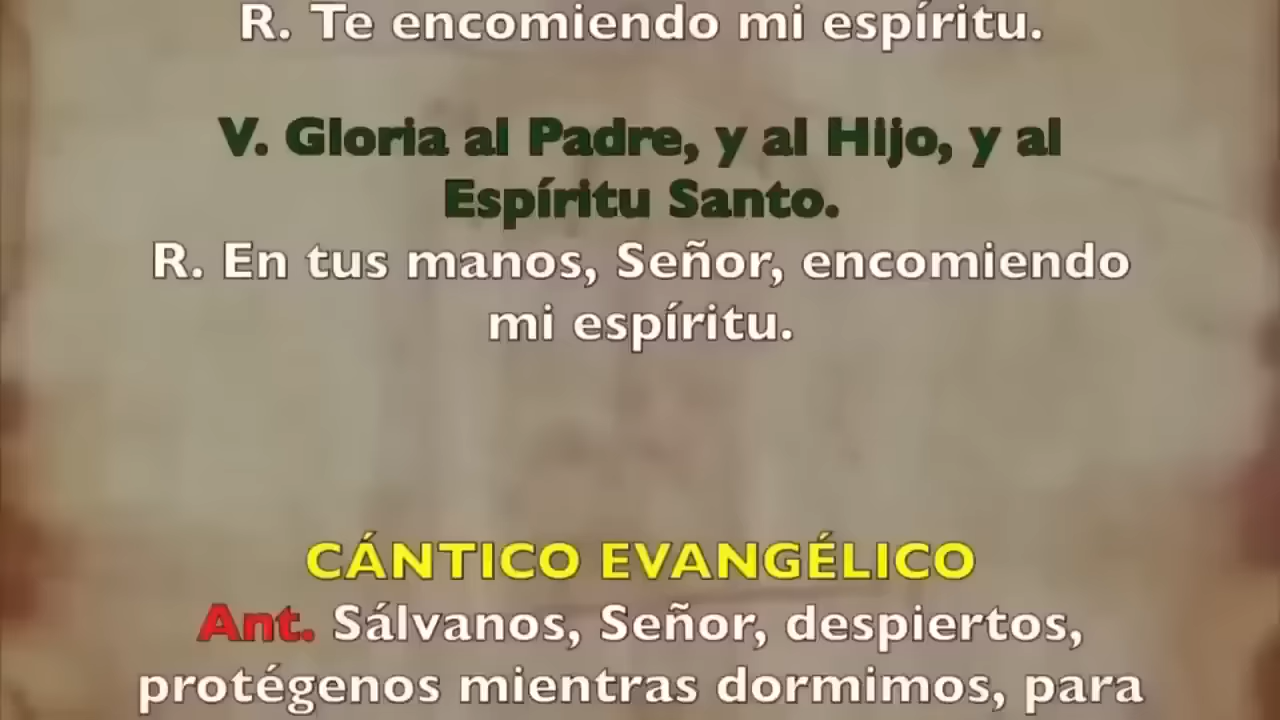 R. Te encomiendo mi espíritu.
V. Gloria al Padre, y al Hijo, y al
Espíritu Santo.
R. En tus manos, Señor, encomiendo
mi espíritu.
CÁNTICO EVANGÉLICO
Ant. Sálvanos, Señor, despiertos,
protégenos mientras dormimos, para